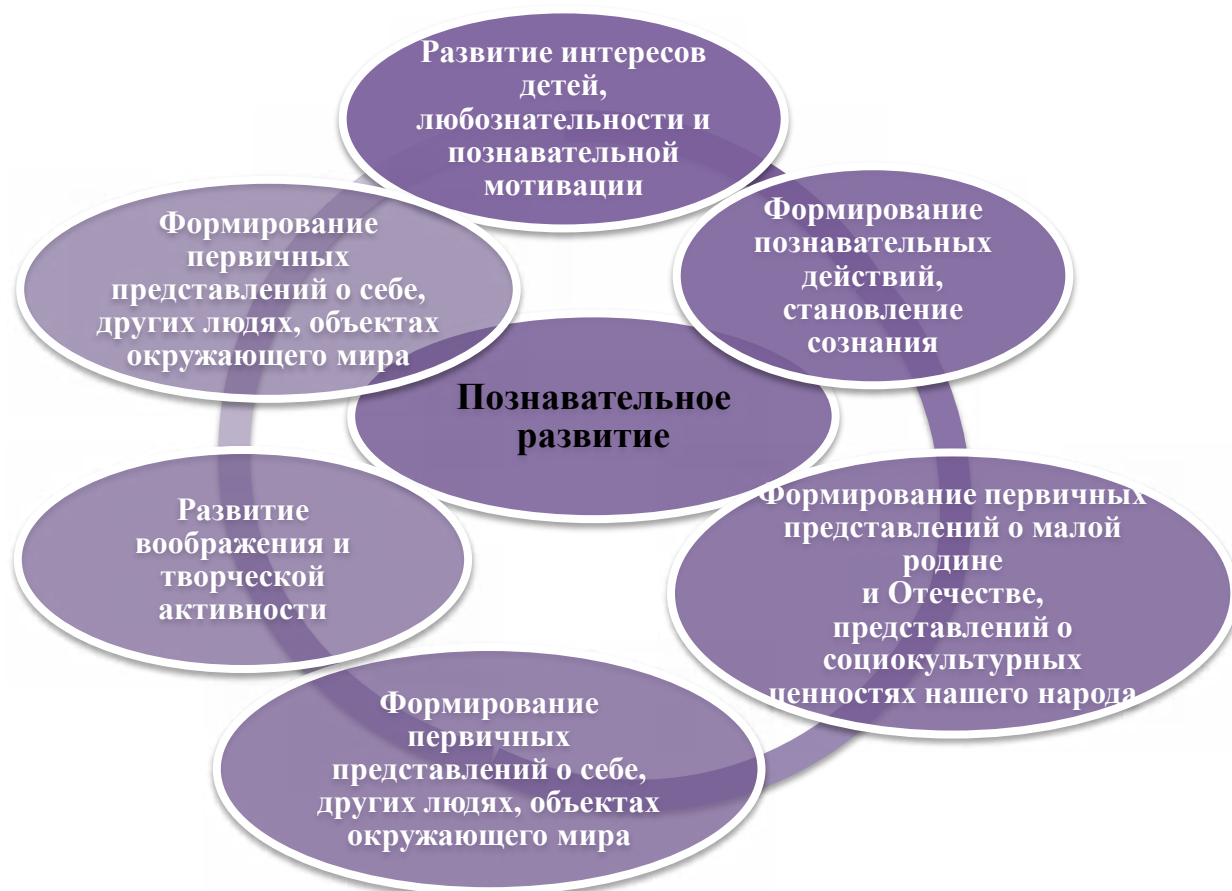 Развитие интересов
детей,
любознательности и
познавательной
мотивации
Формирование
познавательных
действий,
становление
сознания
Формирование
первичных
представлений о себе,
других людях, объектах
окружающего мира
Познавательное
развитие
Формирование первичных
представлений о малой
родине
и Отечестве,
представлений о
социокультурных
ценностях нашего народа
Развитие
воображения и
творческой
активности
Формирование
первичных
представлений о себе,
других людях, объектах
окружающего мира